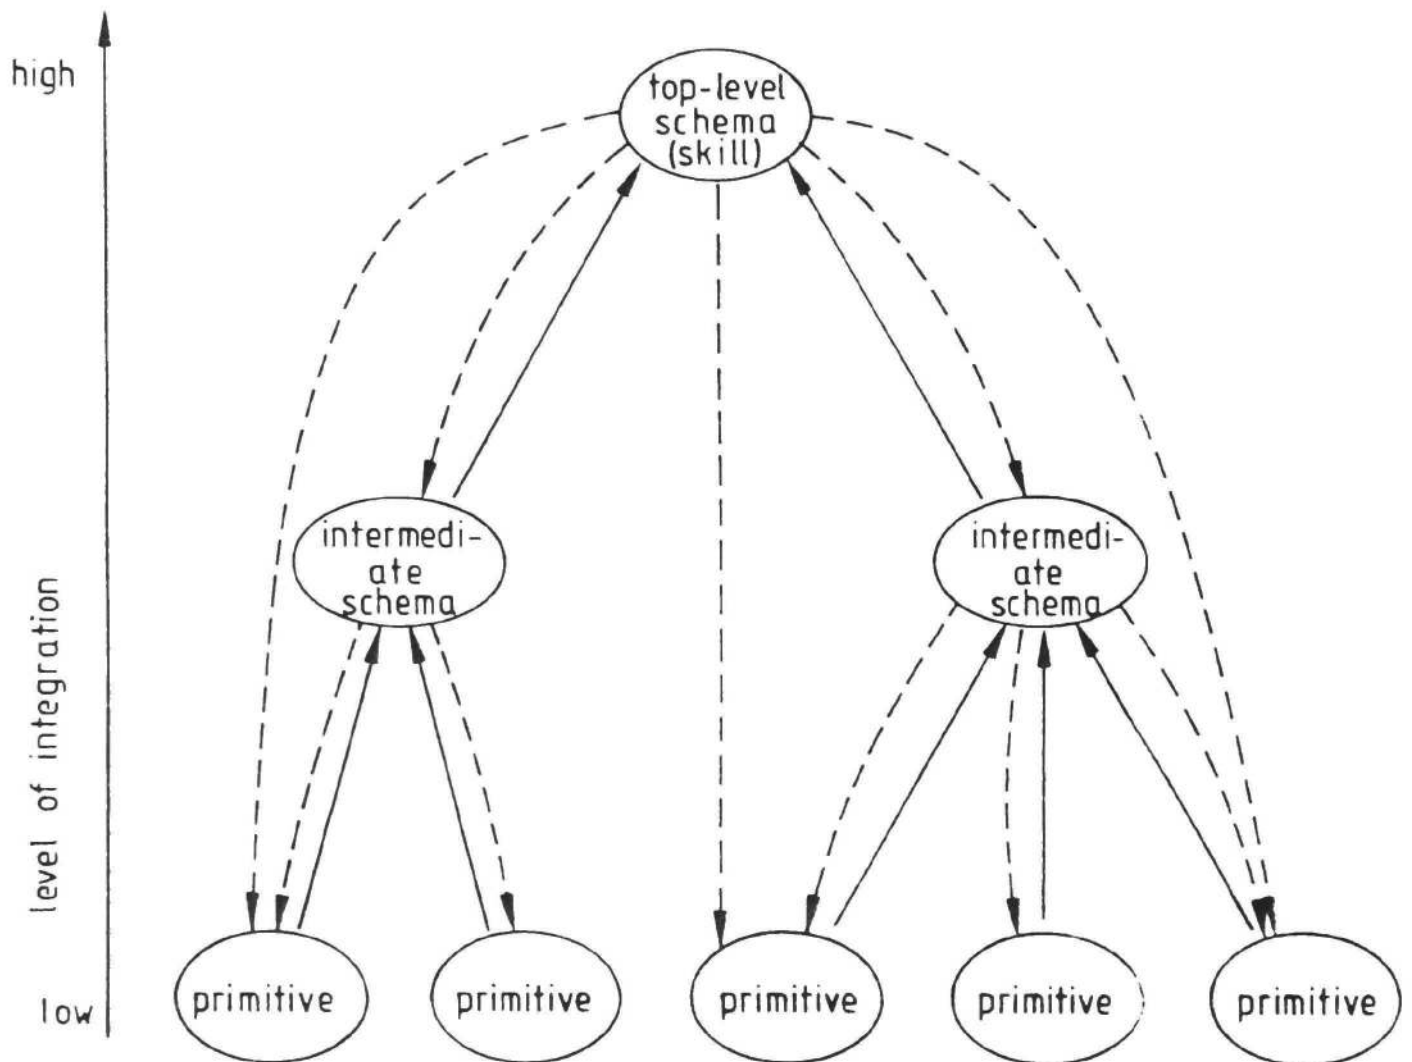 high
top-level
schema
(skill)
intermedi-
ate
schema
intermedi-
ate
schema
level of integration
low
primitive
primitive
primitive
primitive
primitive